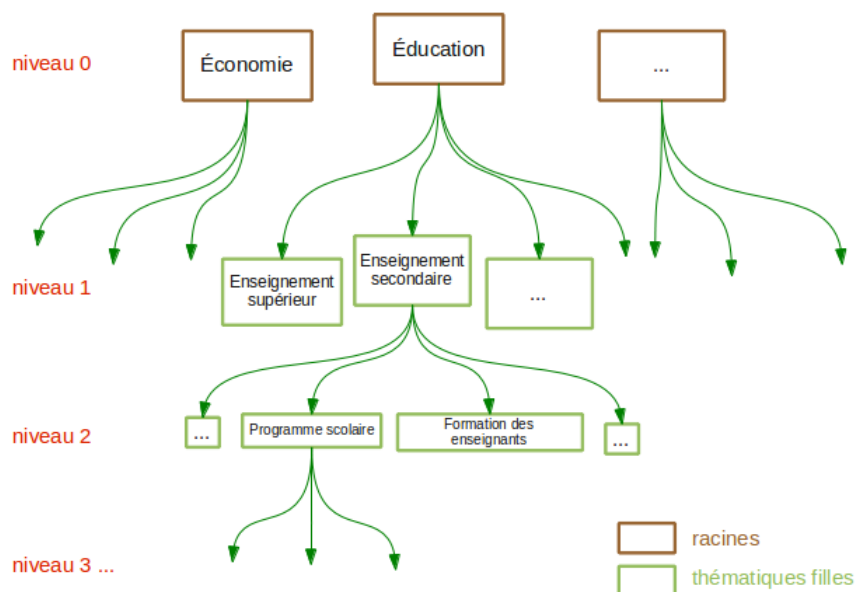 niveau 0
Économie
Éducation
...
niveau 1
Enseignement
supérieur
Enseignement
secondaire
...
niveau 2
...
Programme scolaire
Formation des
enseignants
...
niveau 3 ...
racines
thématiques filles